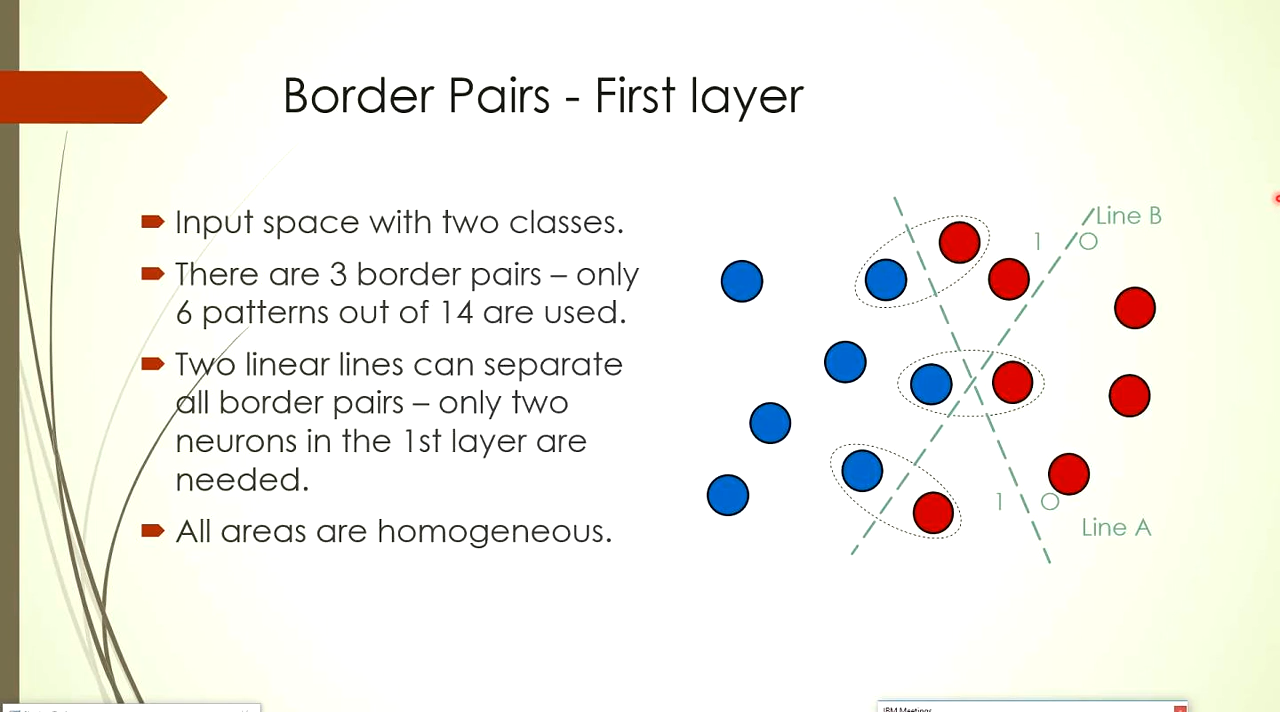 Border Pairs - First layer
Input space with two classes.
There are 3 border pairs – only
6 patterns out of 14 are used.
Two linear lines can separate
all border pairs – only two
neurons in the 1st layer are
needed.
All areas are homogeneous.
Line B
1 0
1 0
Line A
IBM Meetings